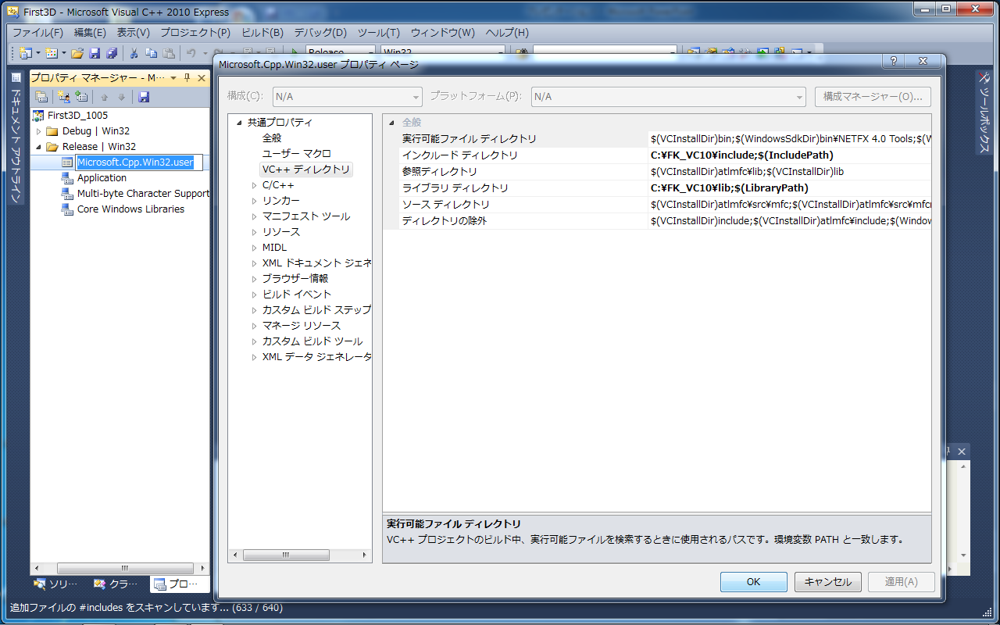 First3D - Microsoft Visual C++ 2010 Express
ファイル(F) 編集(E) 表示(V) プロジェクト(P) ビルド(B) デバッグ(D) ツール(T) ウィンドウ(W) ヘルプ(H)
Release Win32
ドキュメント アウトライン
プロパティ マネージャー - M…
First3D_1005
Debug | Win32
Release | Win32
Microsoft.Cpp.Win32.user
Application
Multi-byte Character Support
Core Windows Libraries
ソリ… クラ… プロ…
Microsoft.Cpp.Win32.user プロパティ ページ
構成(C): N/A プラットフォーム(P): N/A 構成マネージャー(O)...
共通プロパティ
全般
ユーザー マクロ
VC++ ディレクトリ
C/C++
リンカー
マニフェスト ツール
リソース
MIDL
XML ドキュメント ジェネ
ブラウザー情報
ビルド イベント
カスタム ビルド ステップ
マネージ リソース
カスタム ビルド ツール
XML データ ジェネレータ
全般
実行可能ファイル ディレクトリ $(VCInstallDir)bin;$(WindowsSdkDir)bin¥NETFX 4.0 Tools;$(W
インクルード ディレクトリ C:¥FK_VC10¥include;$(IncludePath)
参照ディレクトリ $(VCInstallDir)atlmfc¥lib;$(VCInstallDir)lib
ライブラリ ディレクトリ C:¥FK_VC10¥lib;$(LibraryPath)
ソース ディレクトリ $(VCInstallDir)atlmfc¥src¥mfc;$(VCInstallDir)atlmfc¥src¥mfc
ディレクトリの除外 $(VCInstallDir)include;$(VCInstallDir)atlmfc¥include;$(Window
実行可能ファイル ディレクトリ
VC++ プロジェクトのビルド中、実行可能ファイルを検索するときに使用されるパスです。環境変数 PATH と一致します。
OK キャンセル 適用(A)
ツールボックス
追加ファイルの #includes をスキャンしています... (633 / 640)